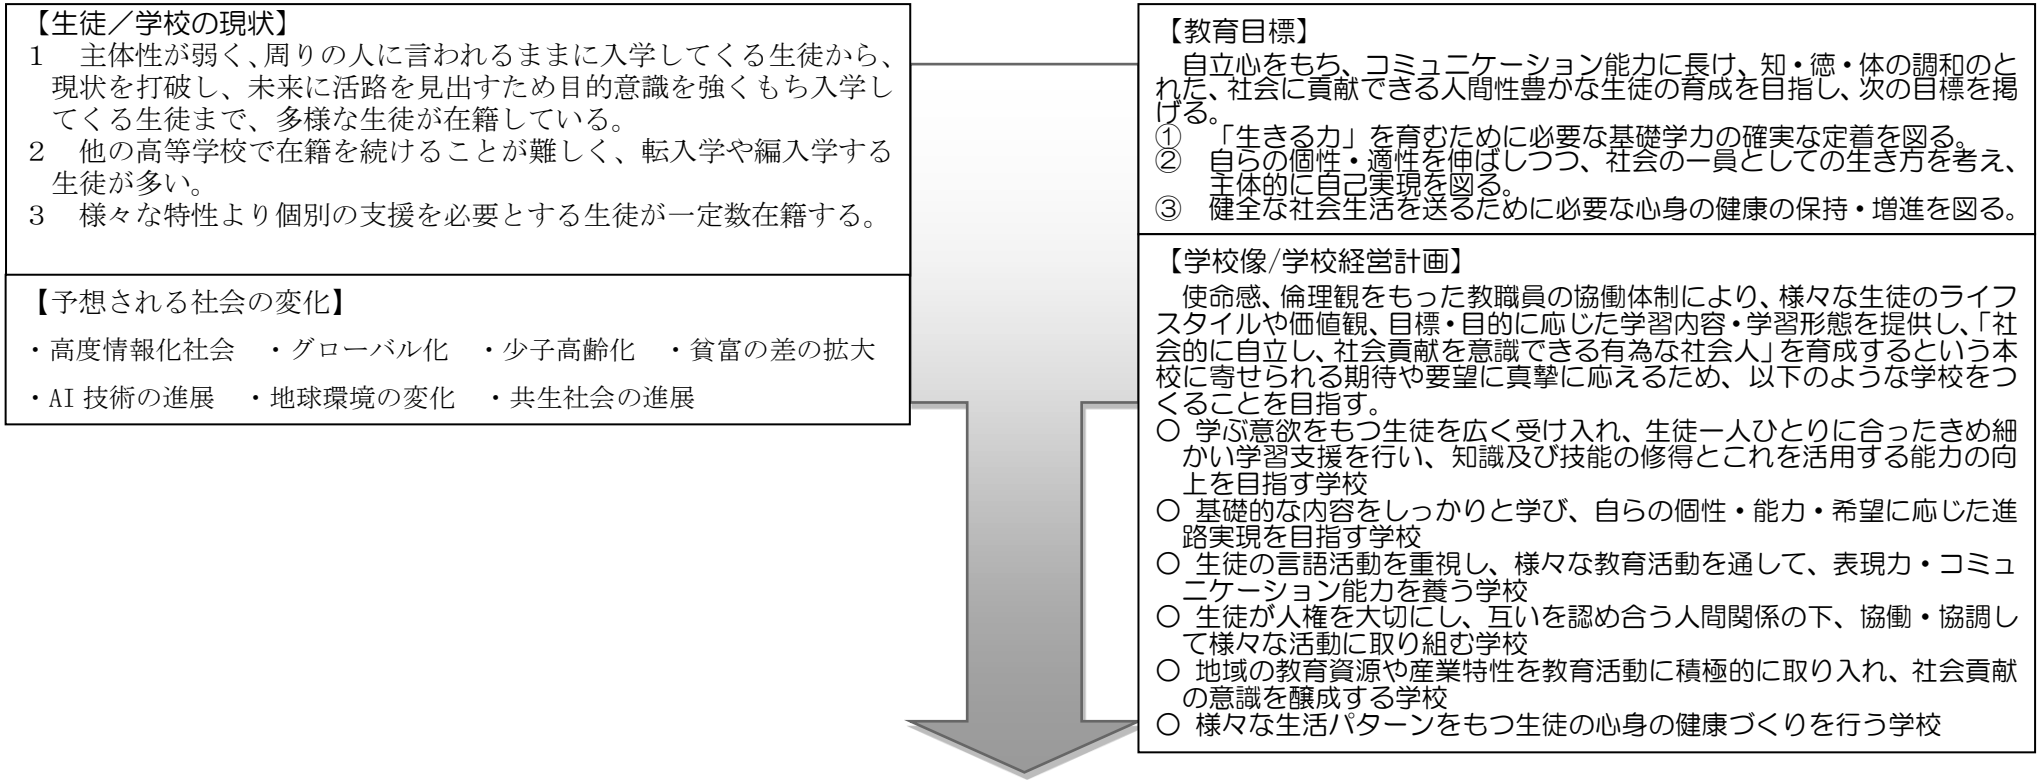 【生徒／学校の現状】
１　主体性が弱く、周りの人に言われるままに入学してくる生徒から、
現状を打破し、未来に活路を見出すため目的意識を強くもち入学し
てくる生徒まで、多様な生徒が在籍している。
２　他の高等学校で在籍を続けることが難しく、転入学や編入学する
生徒が多い。
３　様々な特性より個別の支援を必要とする生徒が一定数在籍する。
【予想される社会の変化】
・高度情報化社会　・グローバル化　・少子高齢化　・貧富の差の拡大
・AI 技術の進展　・地球環境の変化　・共生社会の進展
【教育目標】
自立心をもち、コミュニケーション能力に長け、知・徳・体の調和のと
れた、社会に貢献できる人間性豊かな生徒の育成を目指し、次の目標を掲
げる。
①　「生きる力」を育むために必要な基礎学力の確実な定着を図る。
②　自らの個性・適性を伸ばしつつ、社会の一員としての生き方を考え、
主体的に自己実現を図る。
③　健全な社会生活を送るために必要な心身の健康の保持・増進を図る。
【学校像/学校経営計画】
使命感、倫理観をもった教職員の協働体制により、様々な生徒のライフ
スタイルや価値観、目標・目的に応じた学習内容・学習形態を提供し、「社
会的に自立し、社会貢献を意識できる有為な社会人」を育成するという本
校に寄せられる期待や要望に真摯に応えるため、以下のような学校をつ
くることを目指す。
○ 学ぶ意欲をもつ生徒を広く受け入れ、生徒一人ひとりに合ったきめ細
かい学習支援を行い、知識及び技能の修得とこれを活用する能力の向
上を目指す学校
○ 基礎的な内容をしっかりと学び、自らの個性・能力・希望に応じた進
路実現を目指す学校
○ 生徒の言語活動を重視し、様々な教育活動を通して、表現力・コミュ
ニケーション能力を養う学校
○ 生徒が人権を大切にし、互いを認め合う人間関係の下、協働・協調し
て様々な活動に取り組む学校
○ 地域の教育資源や産業特性を教育活動に積極的に取り入れ、社会貢献
の意識を醸成する学校
○ 様々な生活パターンをもつ生徒の心身の健康づくりを行う学校